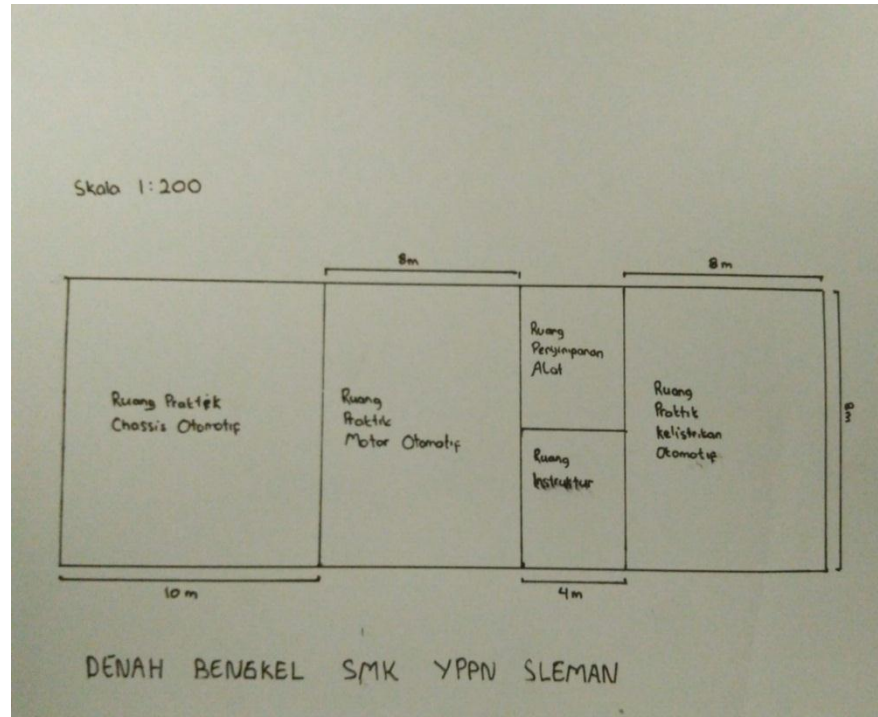 Skala 1:200
8m
8m
Ruang Praktek
Chassis Otomotif
Ruang
Praktik
Motor Otomotif
Ruang
Penyimpanan
Alat
Ruang
Instruktur
Ruang
Praktik
Kelistrikan
Otomotif
8m
10 m
4m
DENAH BENGKEL SMK YPPN SLEMAN